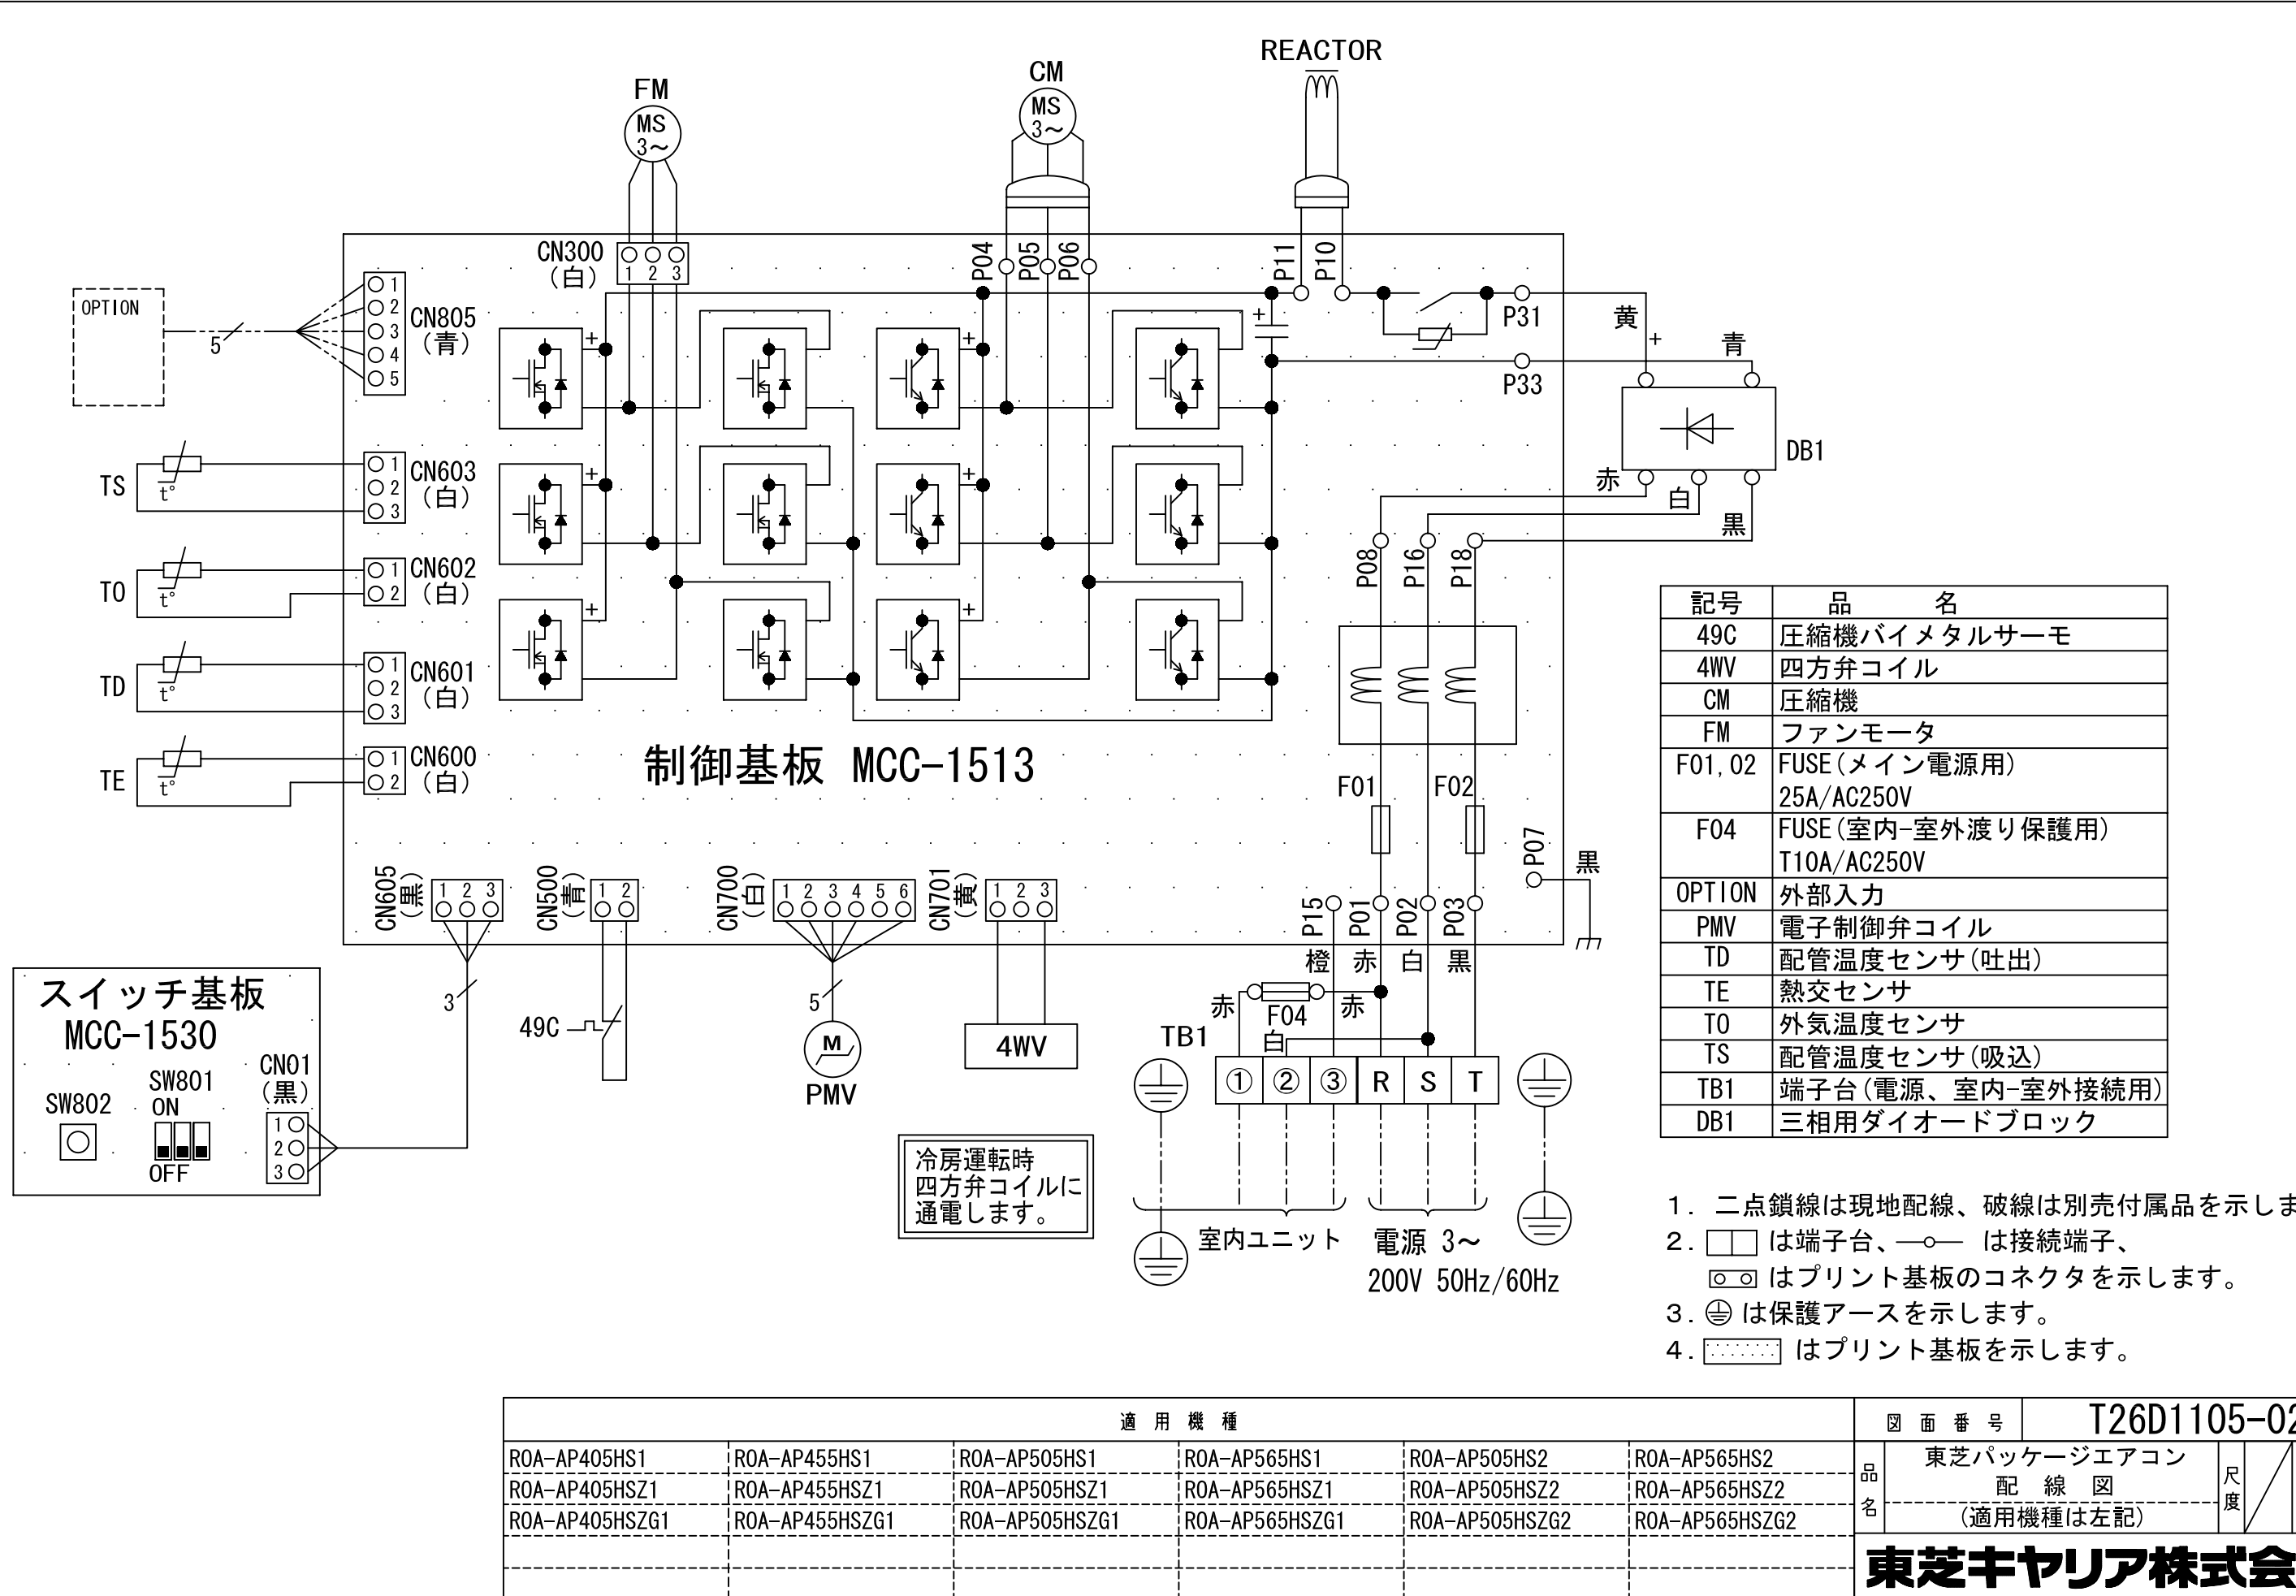 REACTOR
CM
MS
3～
FM
MS
3～
CN300
(白)
1 2 3
P04
P05
P06
P11
P10
OPTION
5
1
2
3
4
5
CN805
(青)
+
+
+
+
P31
P33
黄
+
青
DB1
赤
白
黒
TS
t°
1
2
3
CN603
(白)
+
+
TO
t°
1
2
CN602
(白)
+
+
P08
P16
P18
TD
t°
1
2
3
CN601
(白)
TE
t°
1
2
CN600
(白)
制御基板 MCC-1513
F01
F02
P07
黒
CN605
(黒)
1 2 3
CN500
(青)
1 2
CN700
(白)
1 2 3 4 5 6
CN701
(黄)
1 2 3
P15
P01
P02
P03
橙 赤 白 黒
3
49C
5
M
PMV
4WV
赤
F04
赤
白
TB1
① ② ③ R S T
スイッチ基板
MCC-1530
CN01
(黒)
SW801
SW802
ON
OFF
1
2
3
冷房運転時
四方弁コイルに
通電します。
室内ユニット
電源 3～
200V 50Hz/60Hz
記号 品 名
49C 圧縮機バイメタルサーモ
4WV 四方弁コイル
CM 圧縮機
FM ファンモータ
F01,02 FUSE(メイン電源用)
25A/AC250V
F04 FUSE(室内-室外渡り保護用)
T10A/AC250V
OPTION 外部入力
PMV 電子制御弁コイル
TD 配管温度センサ(吐出)
TE 熱交センサ
TO 外気温度センサ
TS 配管温度センサ(吸込)
TB1 端子台(電源、室内-室外接続用)
DB1 三相用ダイオードブロック
1. 二点鎖線は現地配線、破線は別売付属品を示しま
2. は端子台、 は接続端子、
はプリント基板のコネクタを示します。
3. は保護アースを示します。
4. はプリント基板を示します。
適用機種
ROA-AP405HS1 ROA-AP455HS1 ROA-AP505HS1 ROA-AP565HS1 ROA-AP505HS2 ROA-AP565HS2
ROA-AP405HSZ1 ROA-AP455HSZ1 ROA-AP505HSZ1 ROA-AP565HSZ1 ROA-AP505HSZ2 ROA-AP565HSZ2
ROA-AP405HSZG1 ROA-AP455HSZG1 ROA-AP505HSZG1 ROA-AP565HSZG1 ROA-AP505HSZG2 ROA-AP565HSZG2
図面番号 T26D1105-02
品名
東芝パッケージエアコン
配線図
(適用機種は左記)
尺度
東芝キヤリア株式会